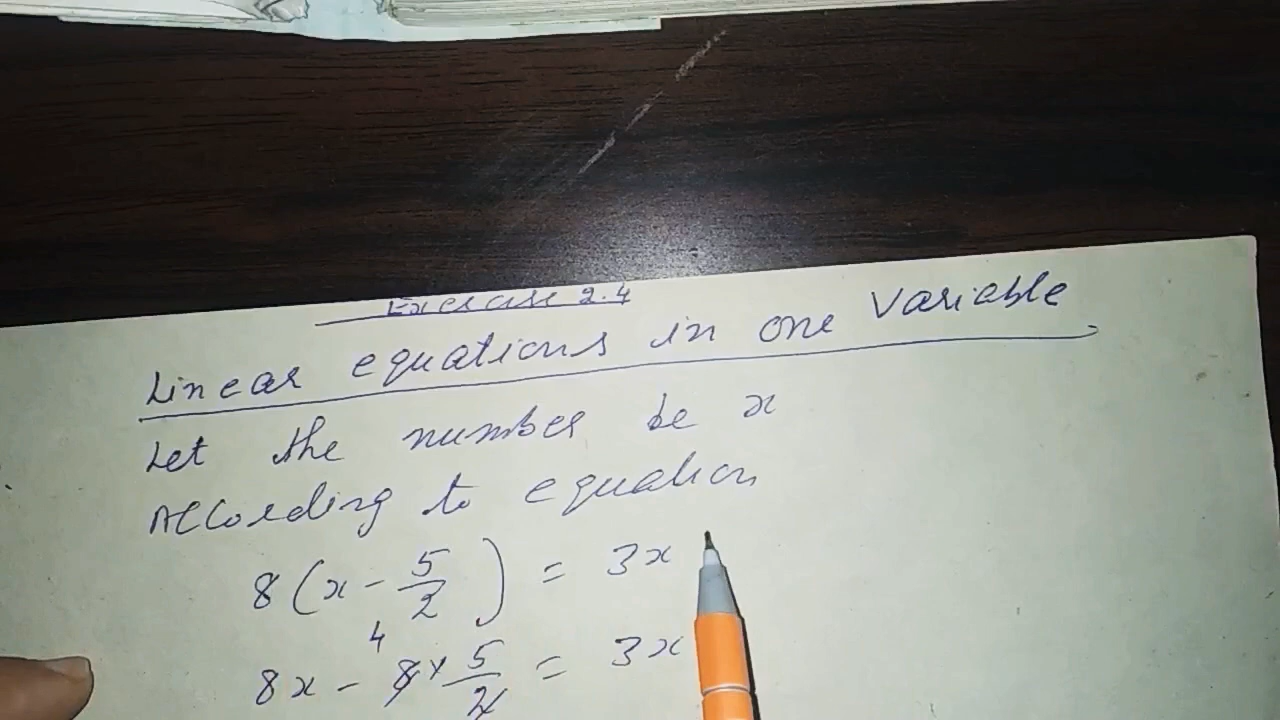 Exercise 2.4
Linear equations in one variable
Let the number be x
According to equation
8(x - 5/2) = 3x
8x - 8 4 × 5/2 = 3x